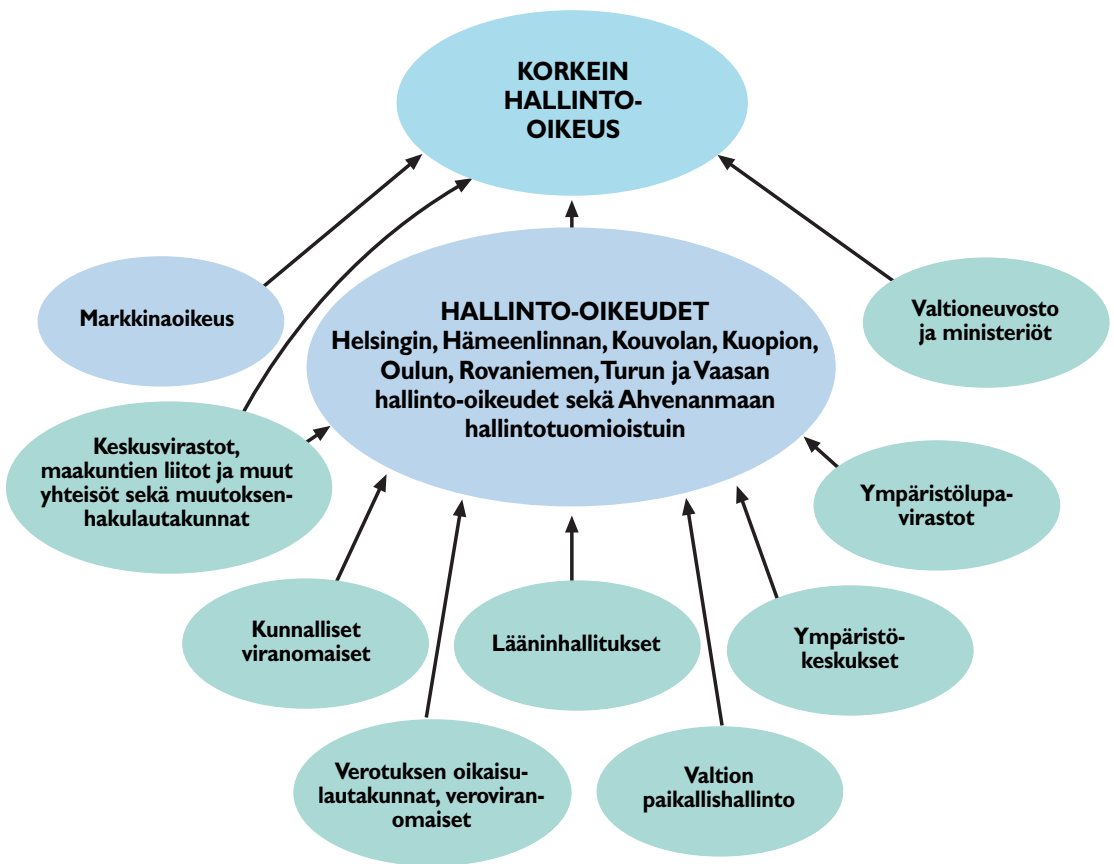 KORKEIN
HALLINTO-
OIKEUS
Markkinaoikeus
HALLINTO-OIKEUDET
Helsingin, Hämeenlinnan, Kouvolan, Kuopion,
Oulun, Rovaniemen, Turun ja Vaasan
hallinto-oikeudet sekä Ahvenanmaan
hallintotuomioistuin
Valtioneuvosto
ja ministeriöt
Keskusvirastot,
maakuntien liitot ja muut
yhteisöt sekä muutoksen-
hakulautakunnat
Ympäristölupa-
virastot
Kunnalliset
viranomaiset
Lääninhallitukset
Ympäristö-
keskukset
Verotuksen oikaisu-
lautakunnat, veroviran-
omaiset
Valtion
paikallishallinto